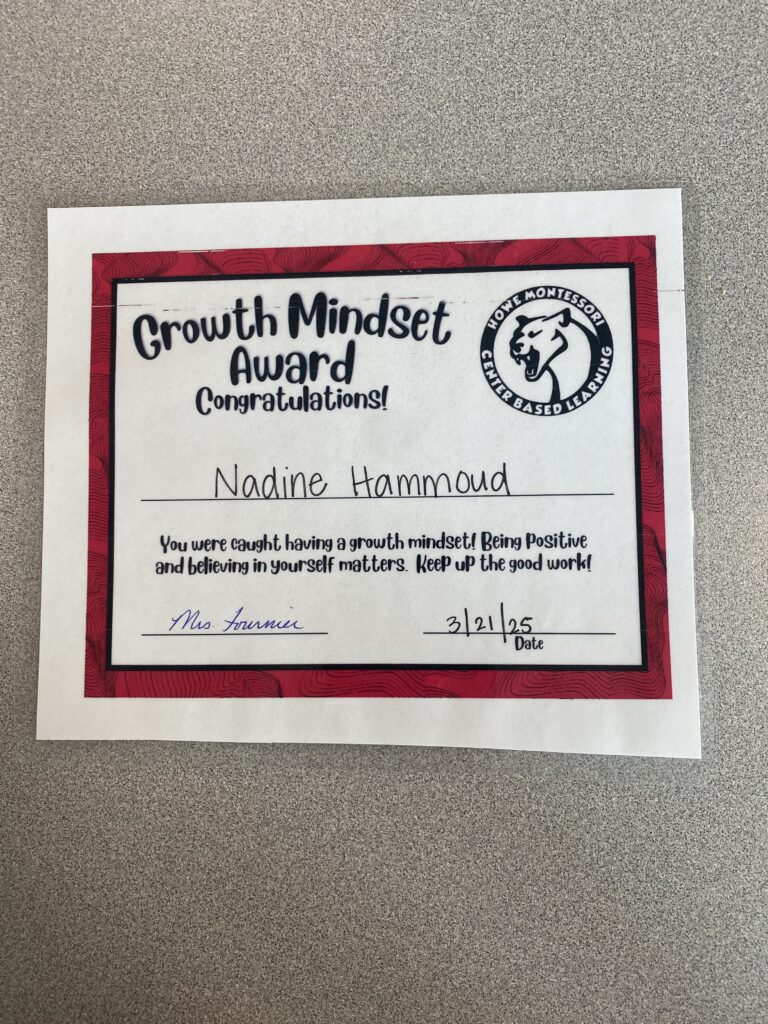 Growth Mindset
Award
Congratulations!
HOWE MONTESSORI
CENTER BASED LEARNING
Nadine Hammoud
You were caught having a growth mindset! Being Positive
and believing in yourself matters. Keep up the good work!
Mrs. Fournier
3/21/25
Date